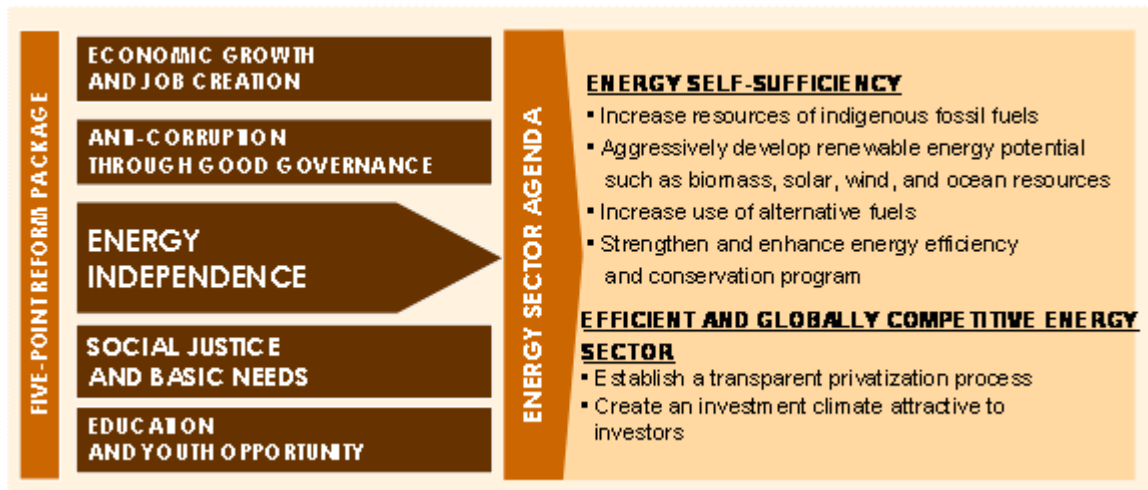 FIVE-POINT REFORM PACKAGE
ECONOMIC GROWTH
AND JOB CREATION
ANTI-CORRUPTION
THROUGH GOOD GOVERNANCE
ENERGY
INDEPENDENCE
SOCIAL JUSTICE
AND BASIC NEEDS
EDUCATION
AND YOUTH OPPORTUNITY
ENERGY SECTOR AGENDA
ENERGY SELF-SUFFICIENCY
▪ Increase resources of indigenous fossil fuels
▪ Aggressively develop renewable energy potential
such as biomass, solar, wind, and ocean resources
▪ Increase use of alternative fuels
▪ Strengthen and enhance energy efficiency
and conservation program
EFFICIENT AND GLOBALLY COMPETITIVE ENERGY
SECTOR
▪ Establish a transparent privatization process
▪ Create an investment climate attractive to
investors